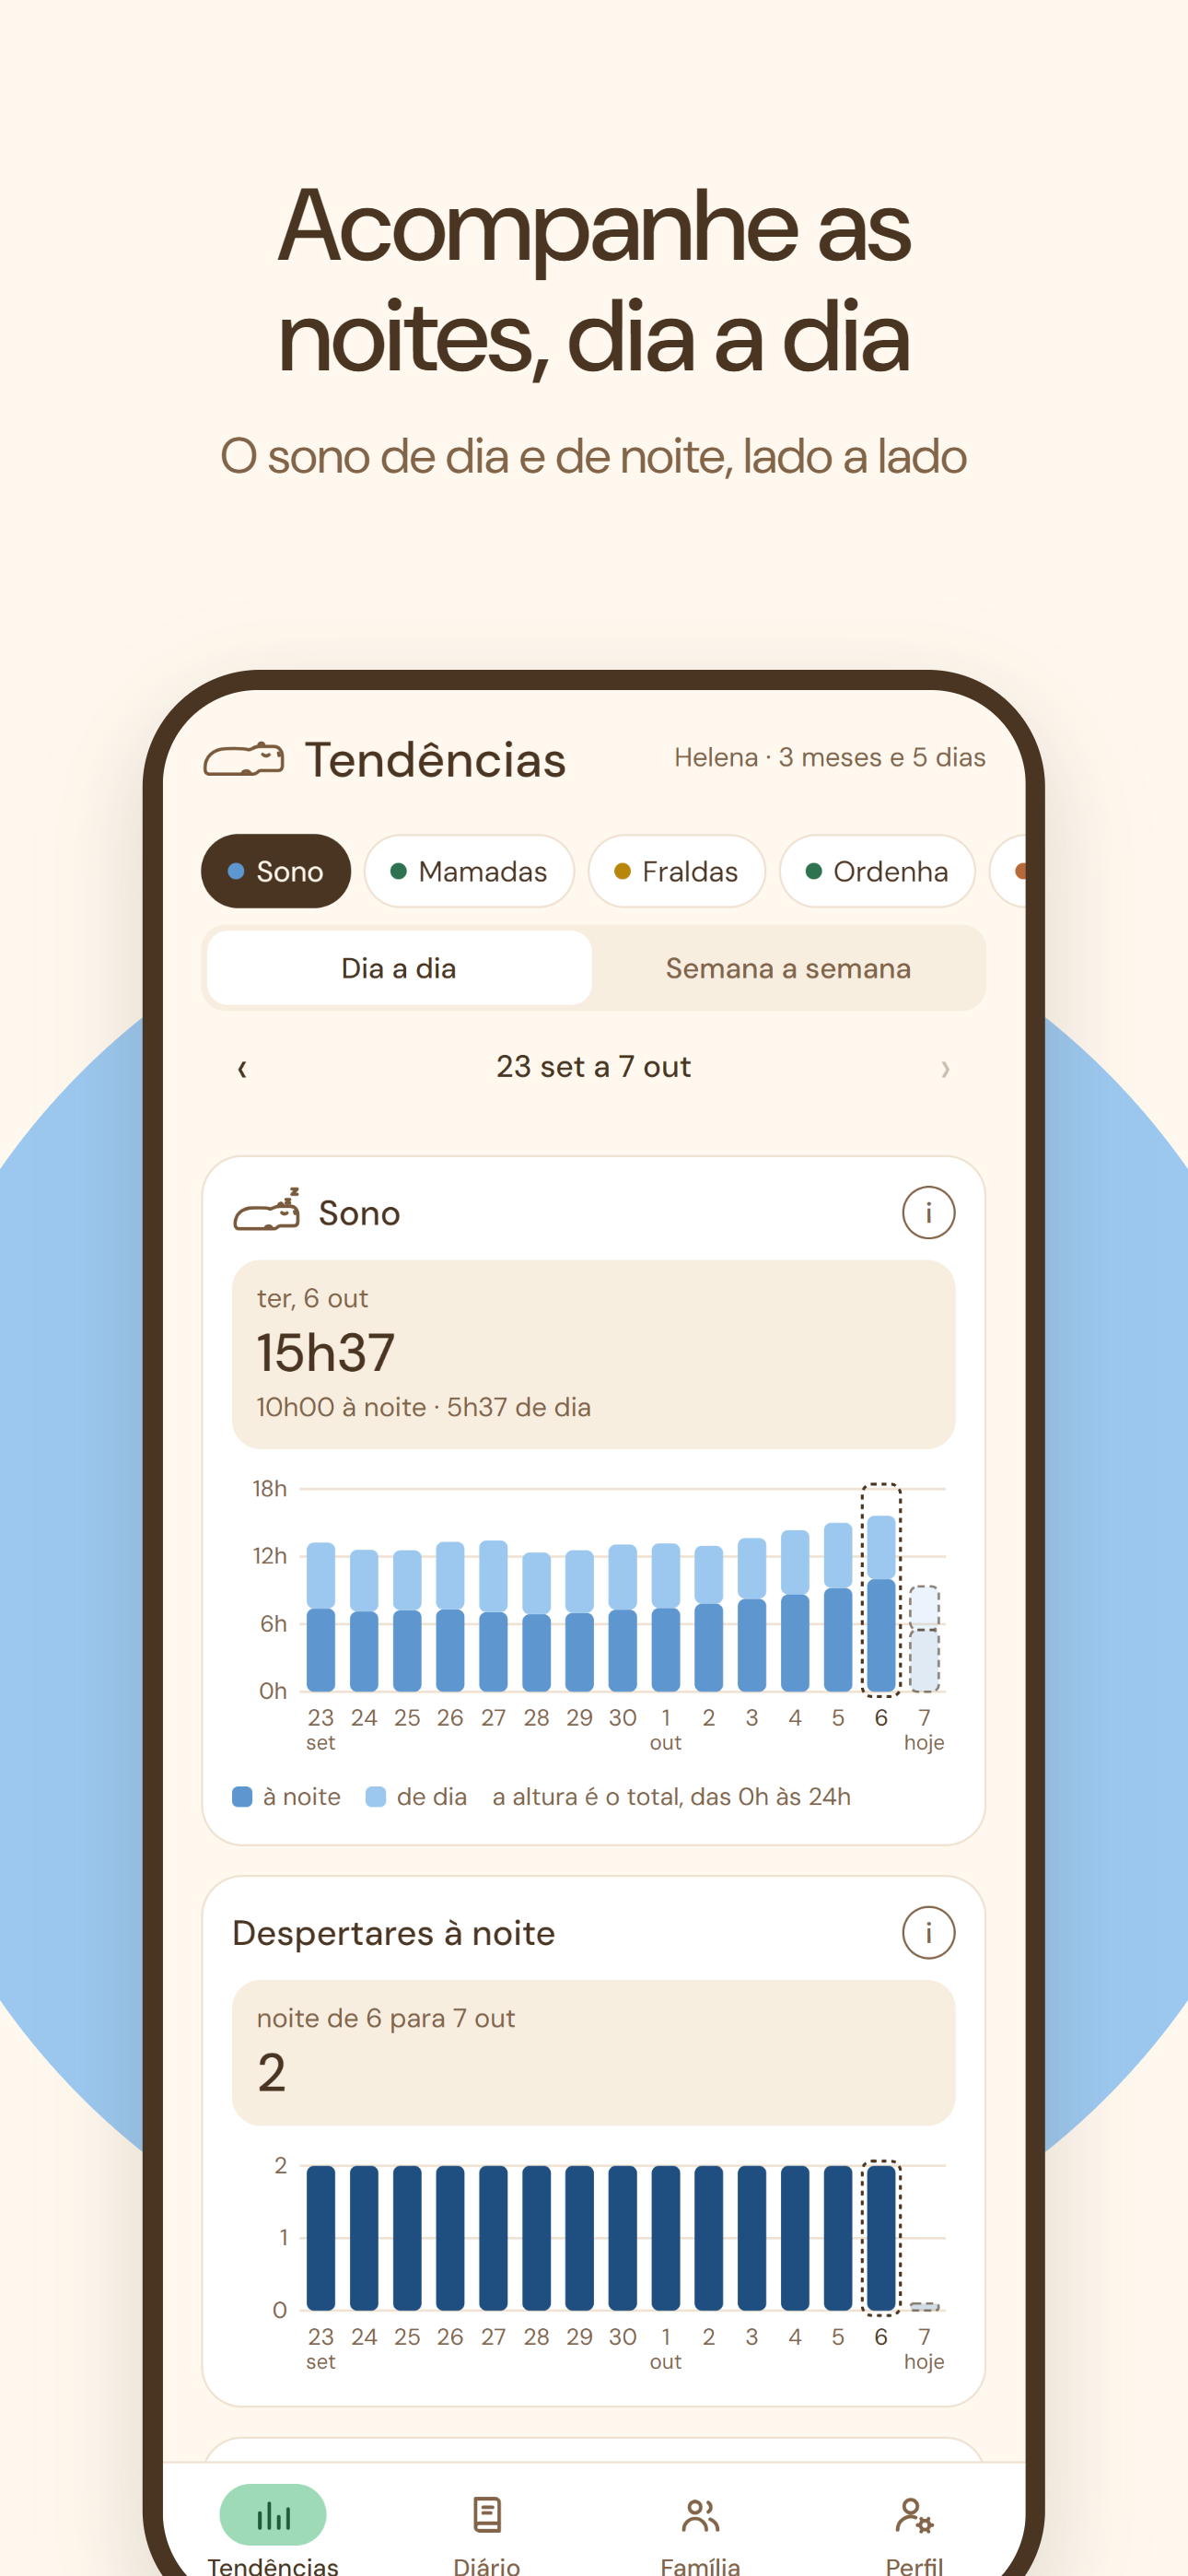 Acompanhe as
noites, dia a dia
O sono de dia e de noite, lado a lado
Tendências
Helena · 3 meses e 5 dias
Sono
Mamadas
Fraldas
Ordenha
Dia a dia
Semana a semana
‹
23 set a 7 out
›
z
z
Sono
i
ter, 6 out
15h37
10h00 à noite · 5h37 de dia
18h
12h
6h
0h
23 24 25 26 27 28 29 30 1 2 3 4 5 6 7
set out hoje
à noite de dia a altura é o total, das 0h às 24h
Despertares à noite
i
noite de 6 para 7 out
2
2
1
0
23 24 25 26 27 28 29 30 1 2 3 4 5 6 7
set out hoje
Tendências Diário Família Perfil